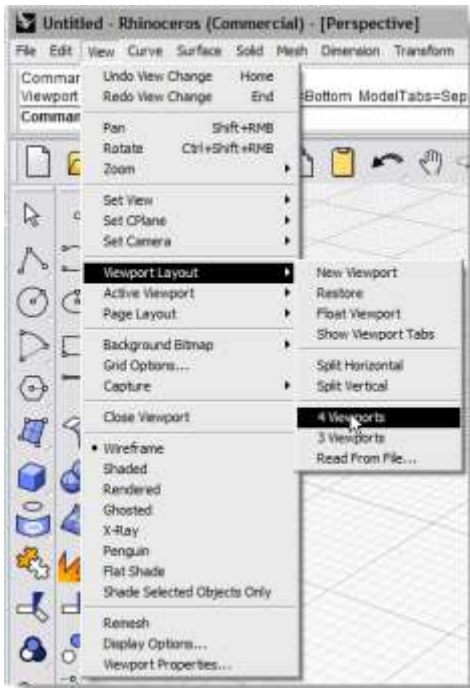 Untitled - Rhinoceros (Commercial) - [Perspective]
File Edit View Curve Surface Solid Mesh Dimension Transform
Comman
Viewport =Bottom ModelTabs=Sep
Comman
Undo View Change Home
Redo View Change End
Pan Shift+RMB
Rotate Ctrl+Shift+RMB
Zoom
Set View
Set CPlane
Set Camera
Viewport Layout
Active Viewport
Page Layout
Background Bitmap
Grid Options...
Capture
Close Viewport
Wireframe
Shaded
Rendered
Ghosted
X-Ray
Penguin
Flat Shade
Shade Selected Objects Only
Remesh
Display Options...
Viewport Properties...
New Viewport
Restore
Float Viewport
Show Viewport Tabs
Split Horizontal
Split Vertical
4 Viewports
3 Viewports
Read From File...